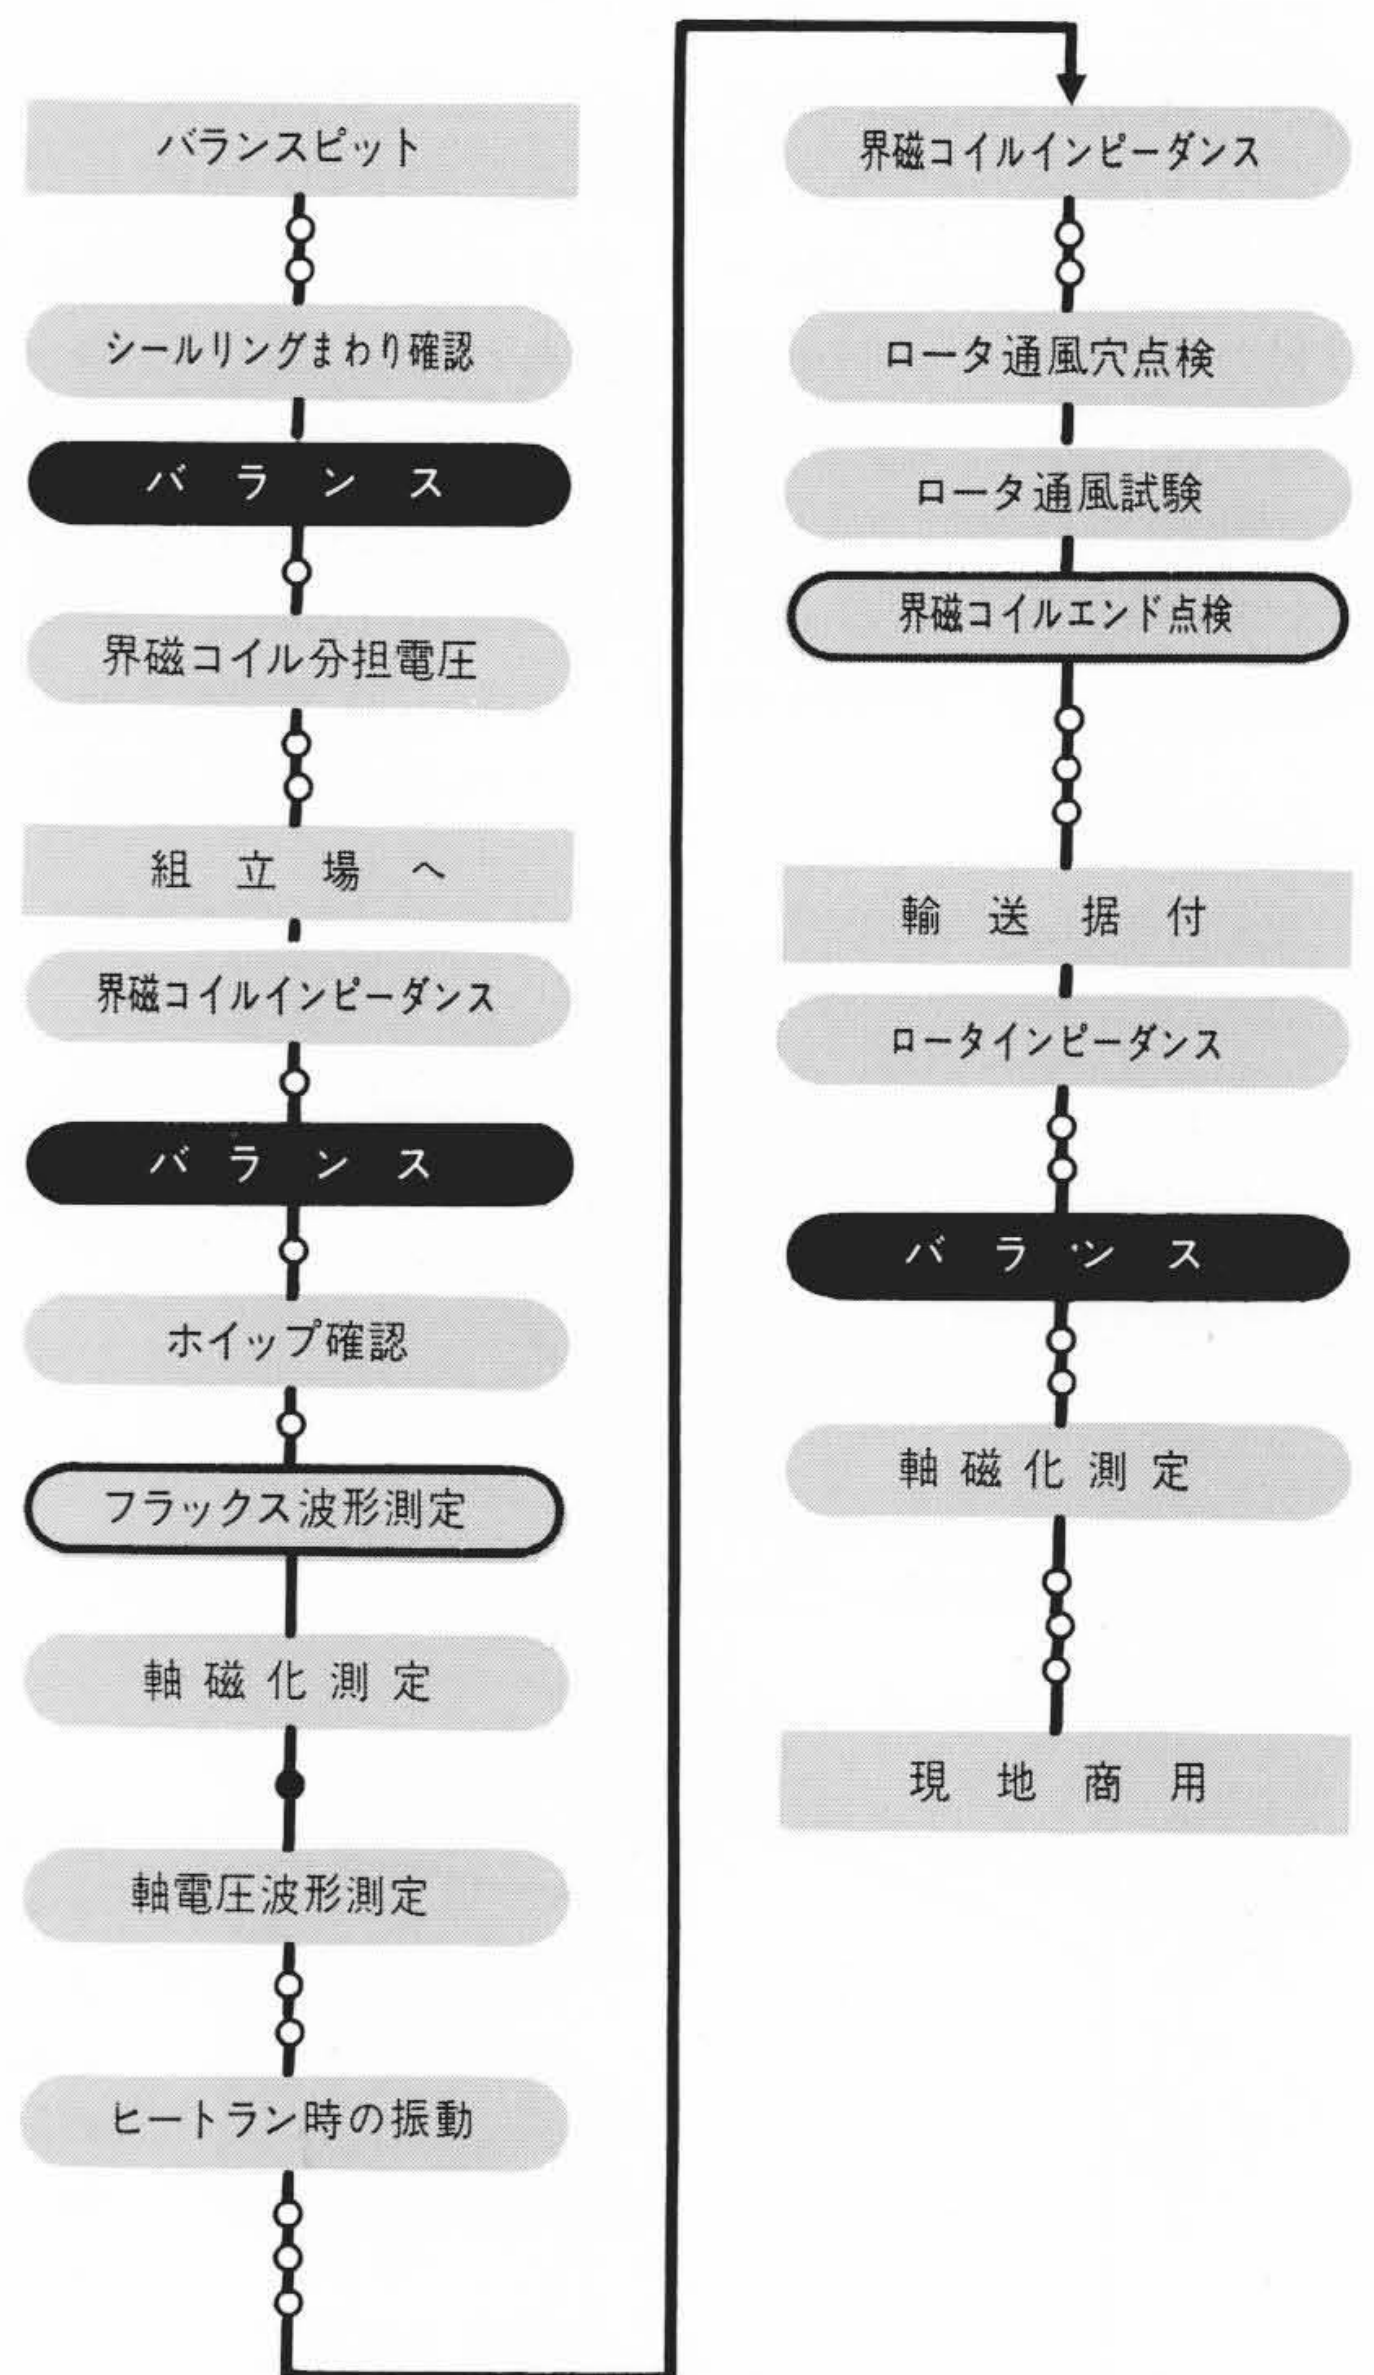 バランスピット
シールリングまわり確認
バランス
界磁コイル分担電圧
組立場へ
界磁コイルインピーダンス
バランス
ホイップ確認
フラックス波形測定
軸磁化測定
軸電圧波形測定
ヒートラン時の振動
界磁コイルインピーダンス
ロータ通風穴点検
ロータ通風試験
界磁コイルエンド点検
輸送据付
ロータインピーダンス
バランス
軸磁化測定
現地商用